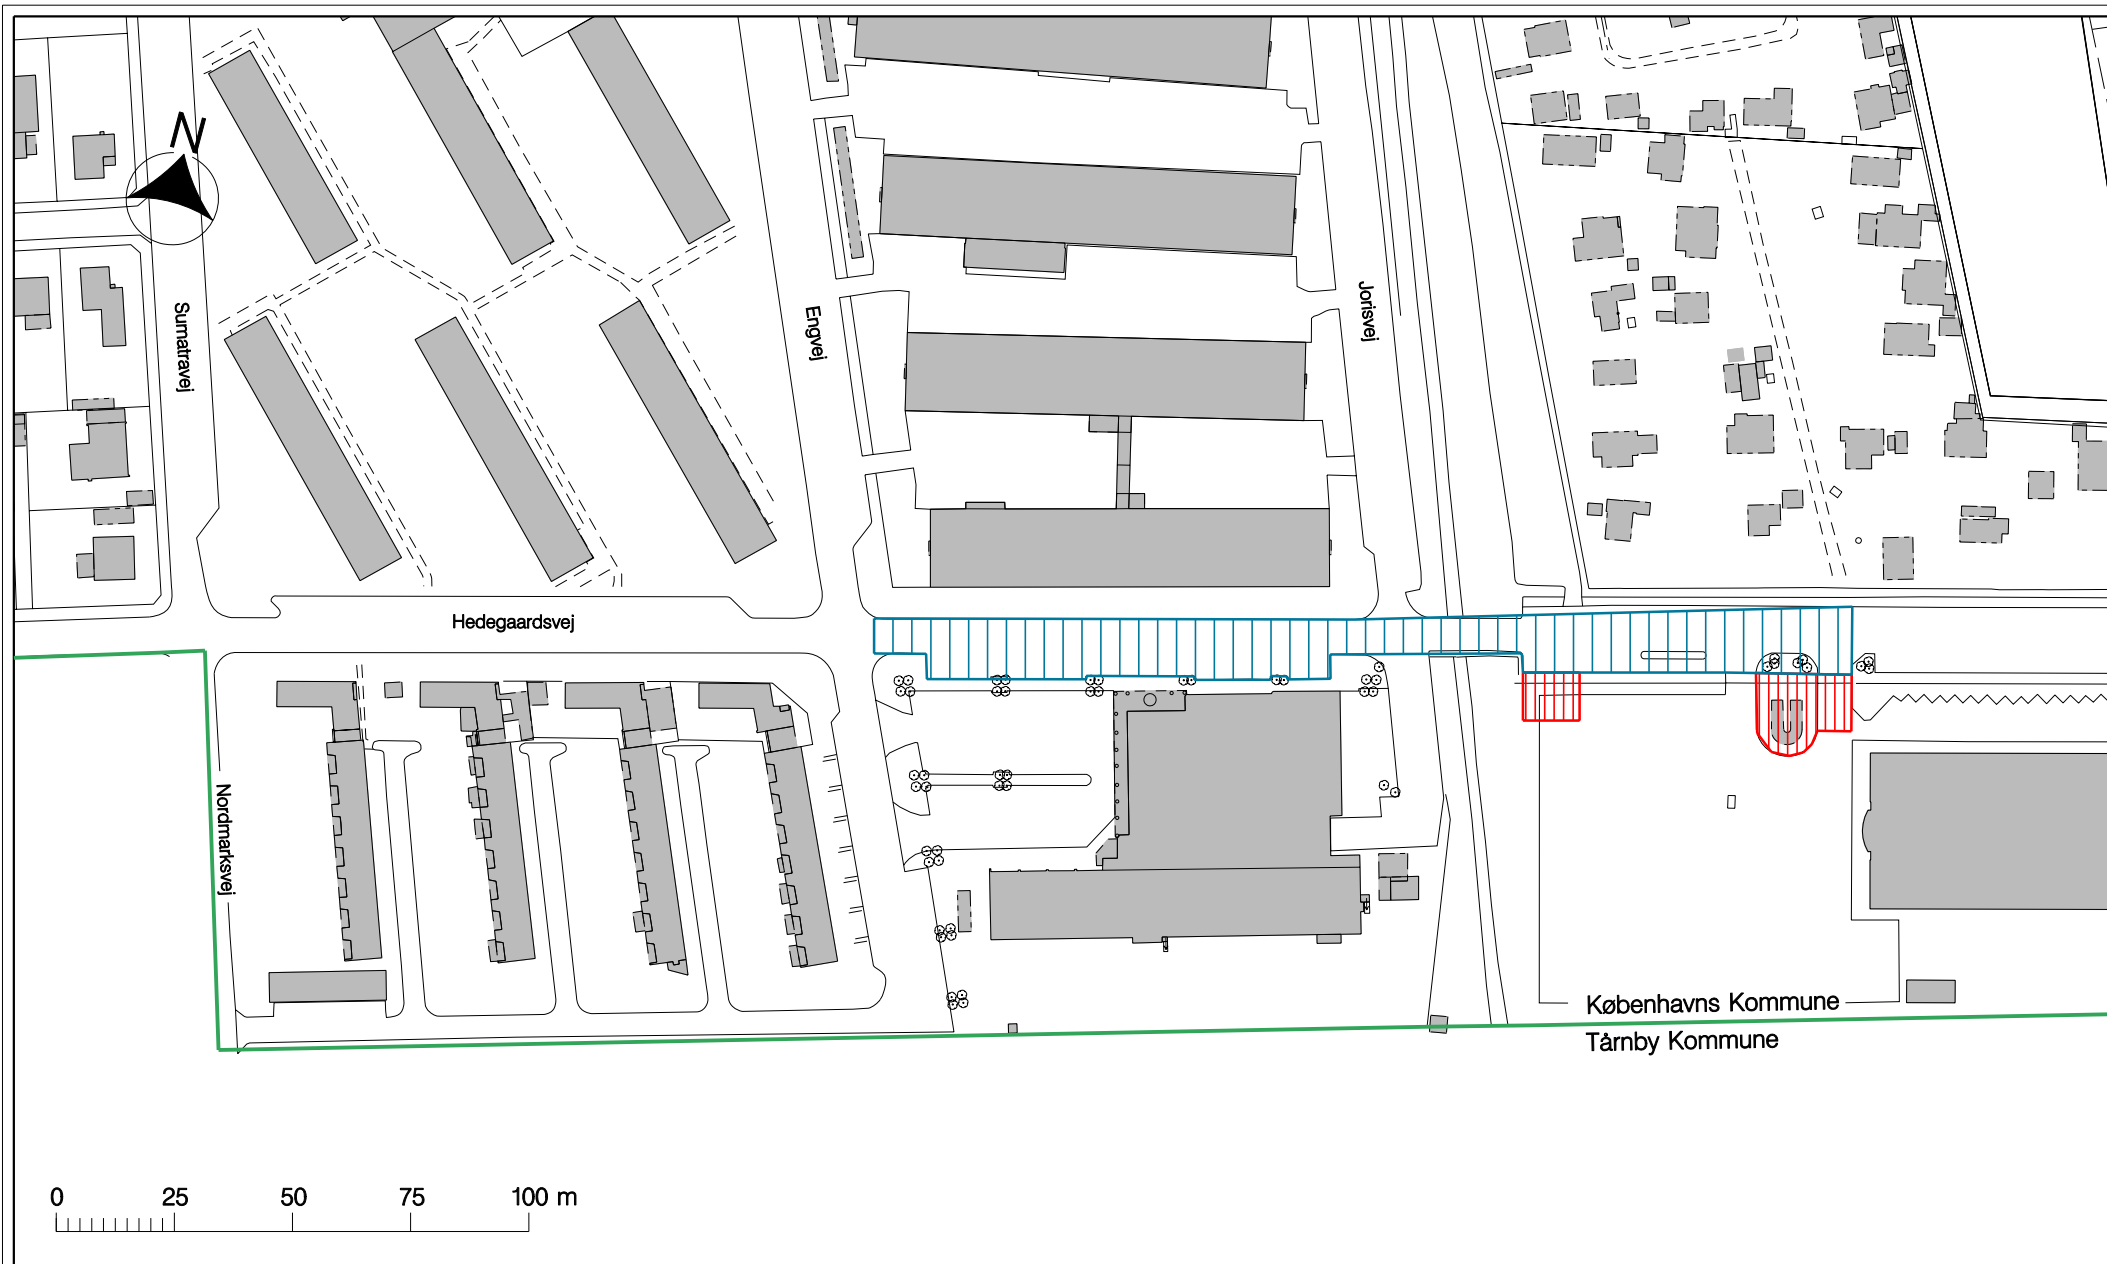 N
Sumatravej
Engvej
Jorisvej
Hedegaardsvej
Nordmarksvej
Københavns Kommune
Tårnby Kommune
0 25 50 75 100 m